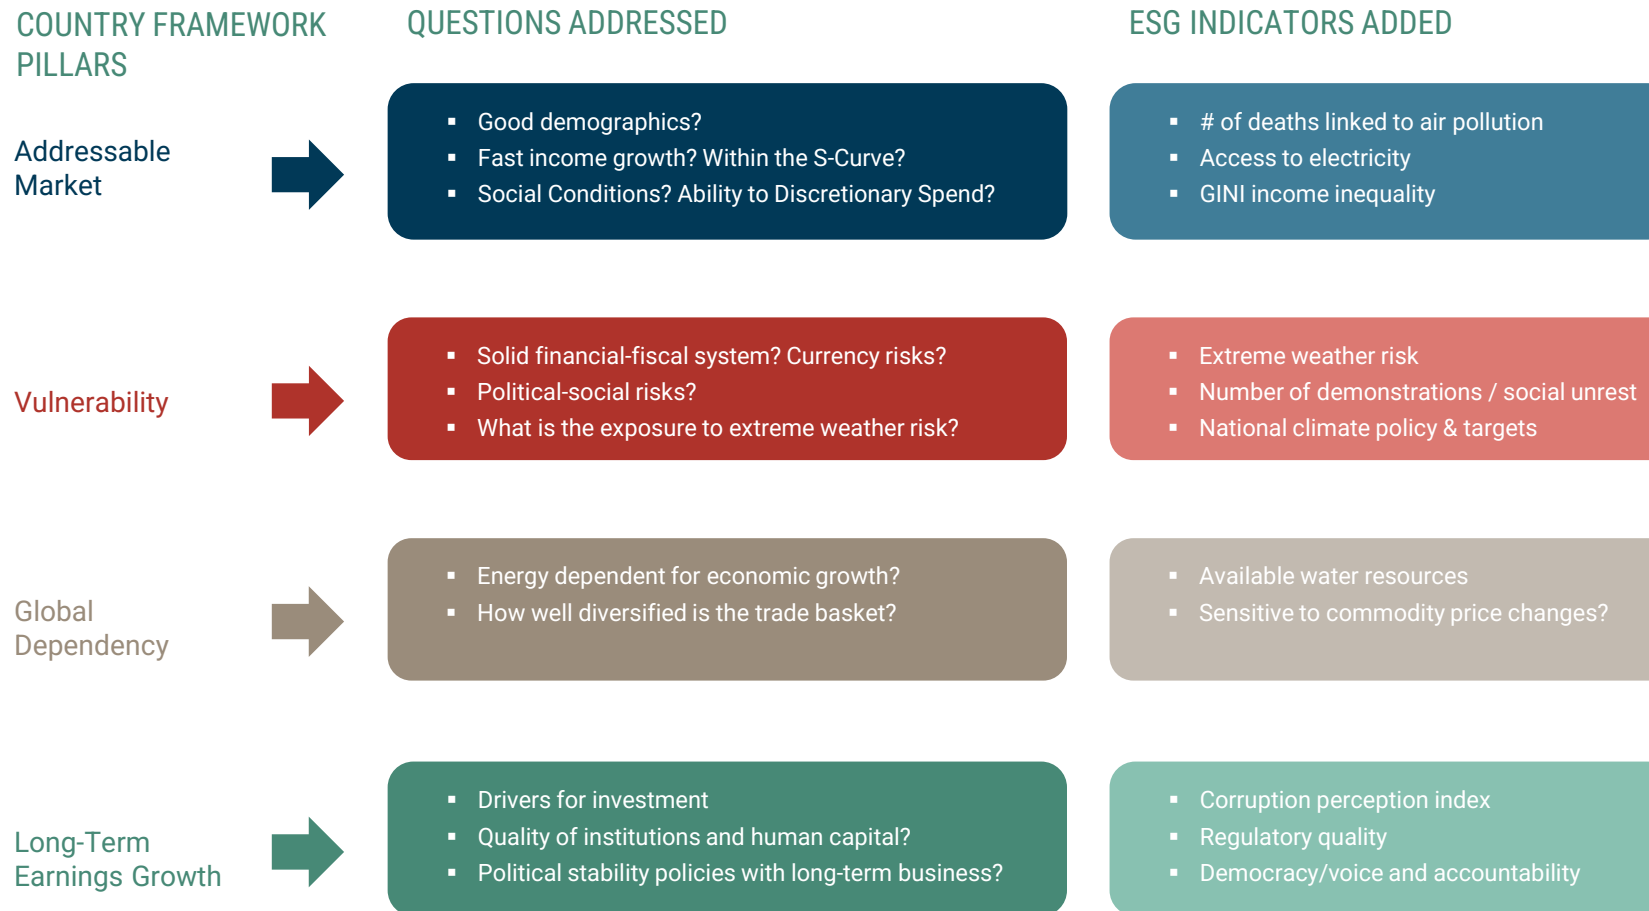 COUNTRY FRAMEWORK
PILLARS
QUESTIONS ADDRESSED
ESG INDICATORS ADDED
Addressable
Market
▪ Good demographics?
▪ Fast income growth? Within the S-Curve?
▪ Social Conditions? Ability to Discretionary Spend?
▪ # of deaths linked to air pollution
▪ Access to electricity
▪ GINI income inequality
Vulnerability
▪ Solid financial-fiscal system? Currency risks?
▪ Political-social risks?
▪ What is the exposure to extreme weather risk?
▪ Extreme weather risk
▪ Number of demonstrations / social unrest
▪ National climate policy & targets
Global
Dependency
▪ Energy dependent for economic growth?
▪ How well diversified is the trade basket?
▪ Available water resources
▪ Sensitive to commodity price changes?
Long-Term
Earnings Growth
▪ Drivers for investment
▪ Quality of institutions and human capital?
▪ Political stability policies with long-term business?
▪ Corruption perception index
▪ Regulatory quality
▪ Democracy/voice and accountability